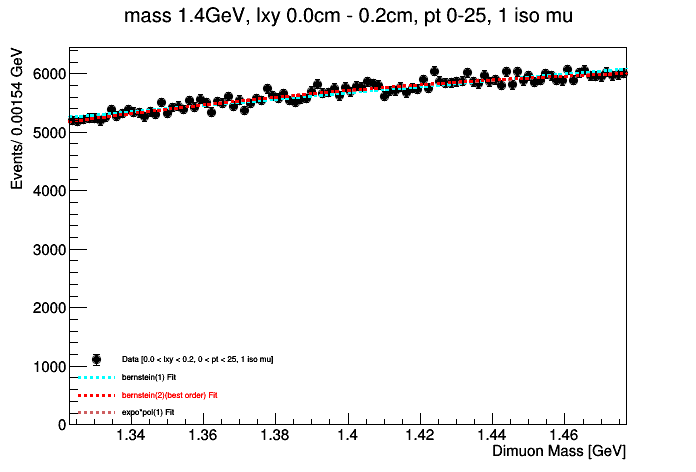 mass 1.4GeV, lxy 0.0cm - 0.2cm, pt 0-25, 1 iso mu
Events/ 0.00154 GeV
6000
5000
4000
3000
2000
1000
0
Data [0.0 < lxy < 0.2, 0 < pt < 25, 1 iso mu]
bernstein(1) Fit
bernstein(2)(best order) Fit
expo*pol(1) Fit
1.34 1.36 1.38 1.4 1.42 1.44 1.46
Dimuon Mass [GeV]